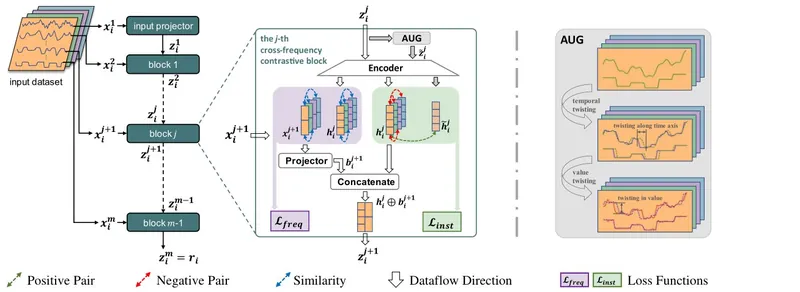 input dataset
x_i^1
input projector
z_i^1
x_i^2
block 1
z_i^2
z_i^j
x_i^{j+1}
block j
z_i^{j+1}
z_i^{m-1}
x_i^m
block m-1
z_i^m = r_i
z_i^j
the j-th
cross-frequency
contrastive block
AUG
z̃_i^j
Encoder
x_i^{j+1}
x_i^{j+1}
h_i^j
h_i^j
h̃_i^j
Projector
b_i^{j+1}
Concatenate
h_i^j ⊕ b_i^{j+1}
ℒ_freq
ℒ_inst
z_i^{j+1}
AUG
temporal
twisting
twisting along time axis
value
twisting
twisting in value
Positive Pair
Negative Pair
Similarity
Dataflow Direction
ℒ_freq
ℒ_inst
Loss Functions